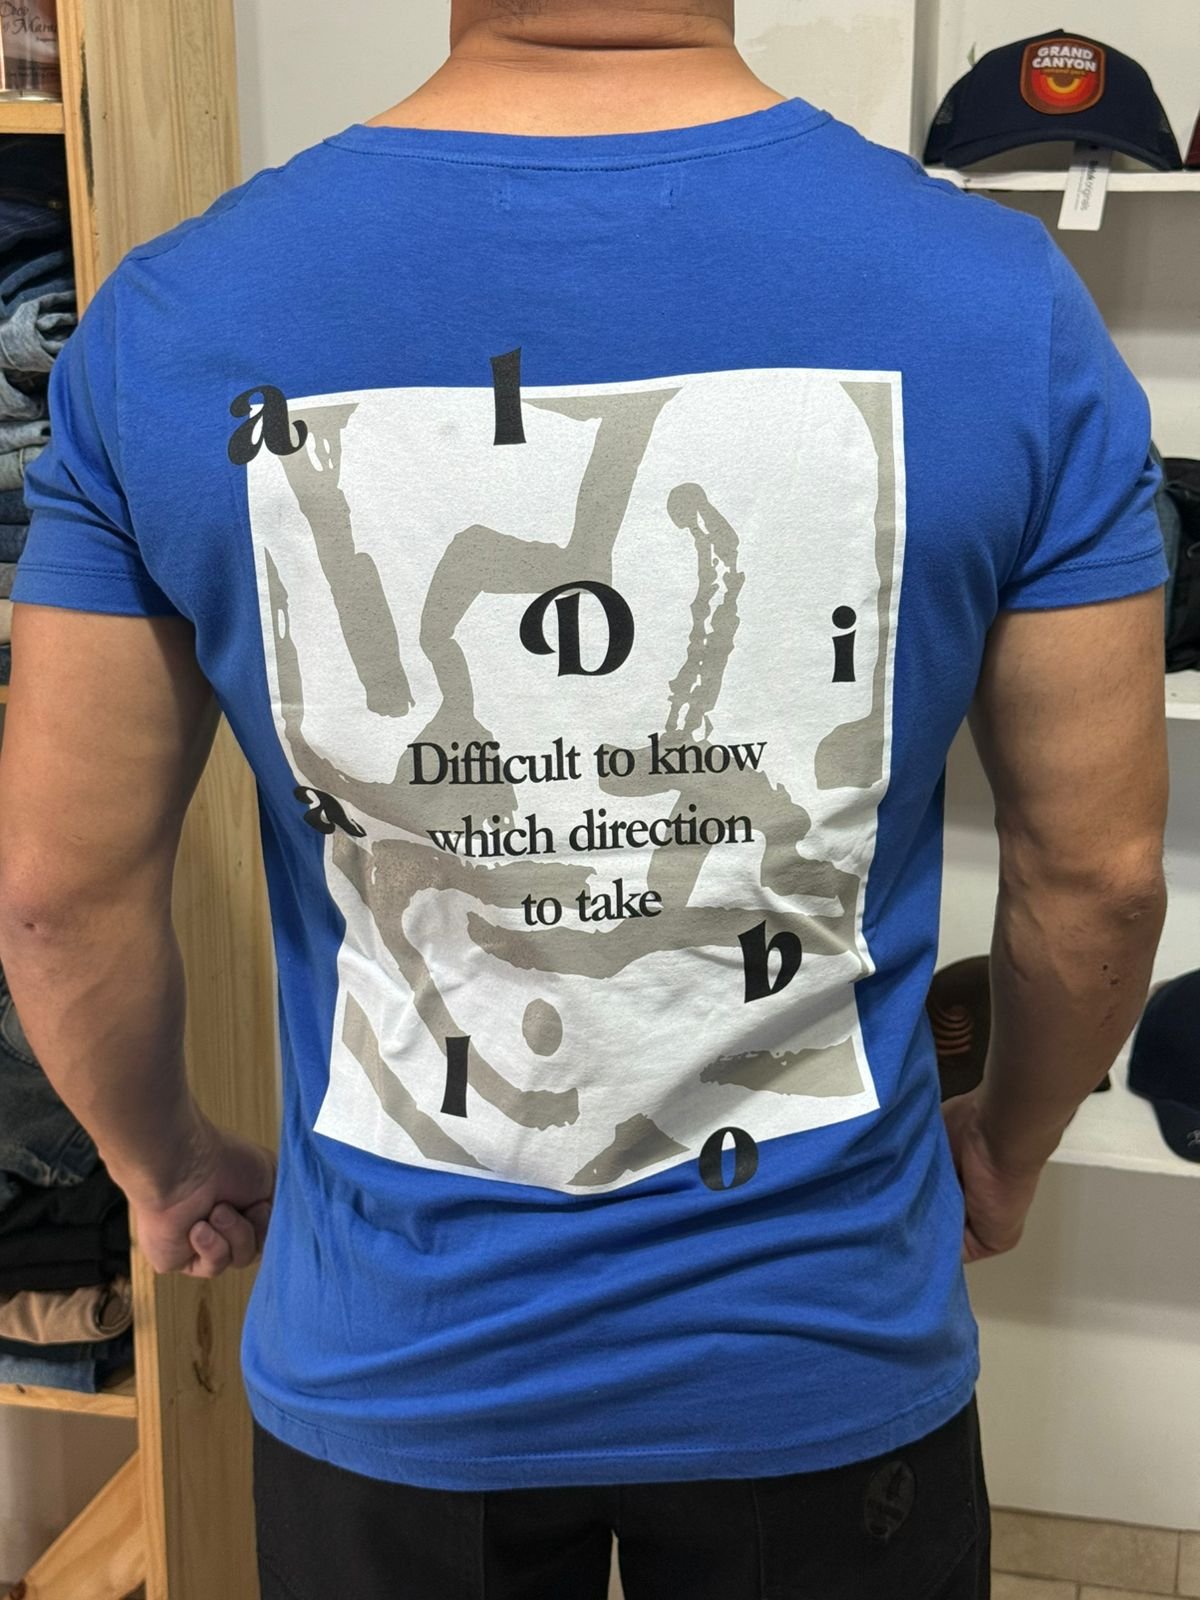 GRAND
CANYON
a l
D i
Difficult to know
a
which direction
to take
b
l
o